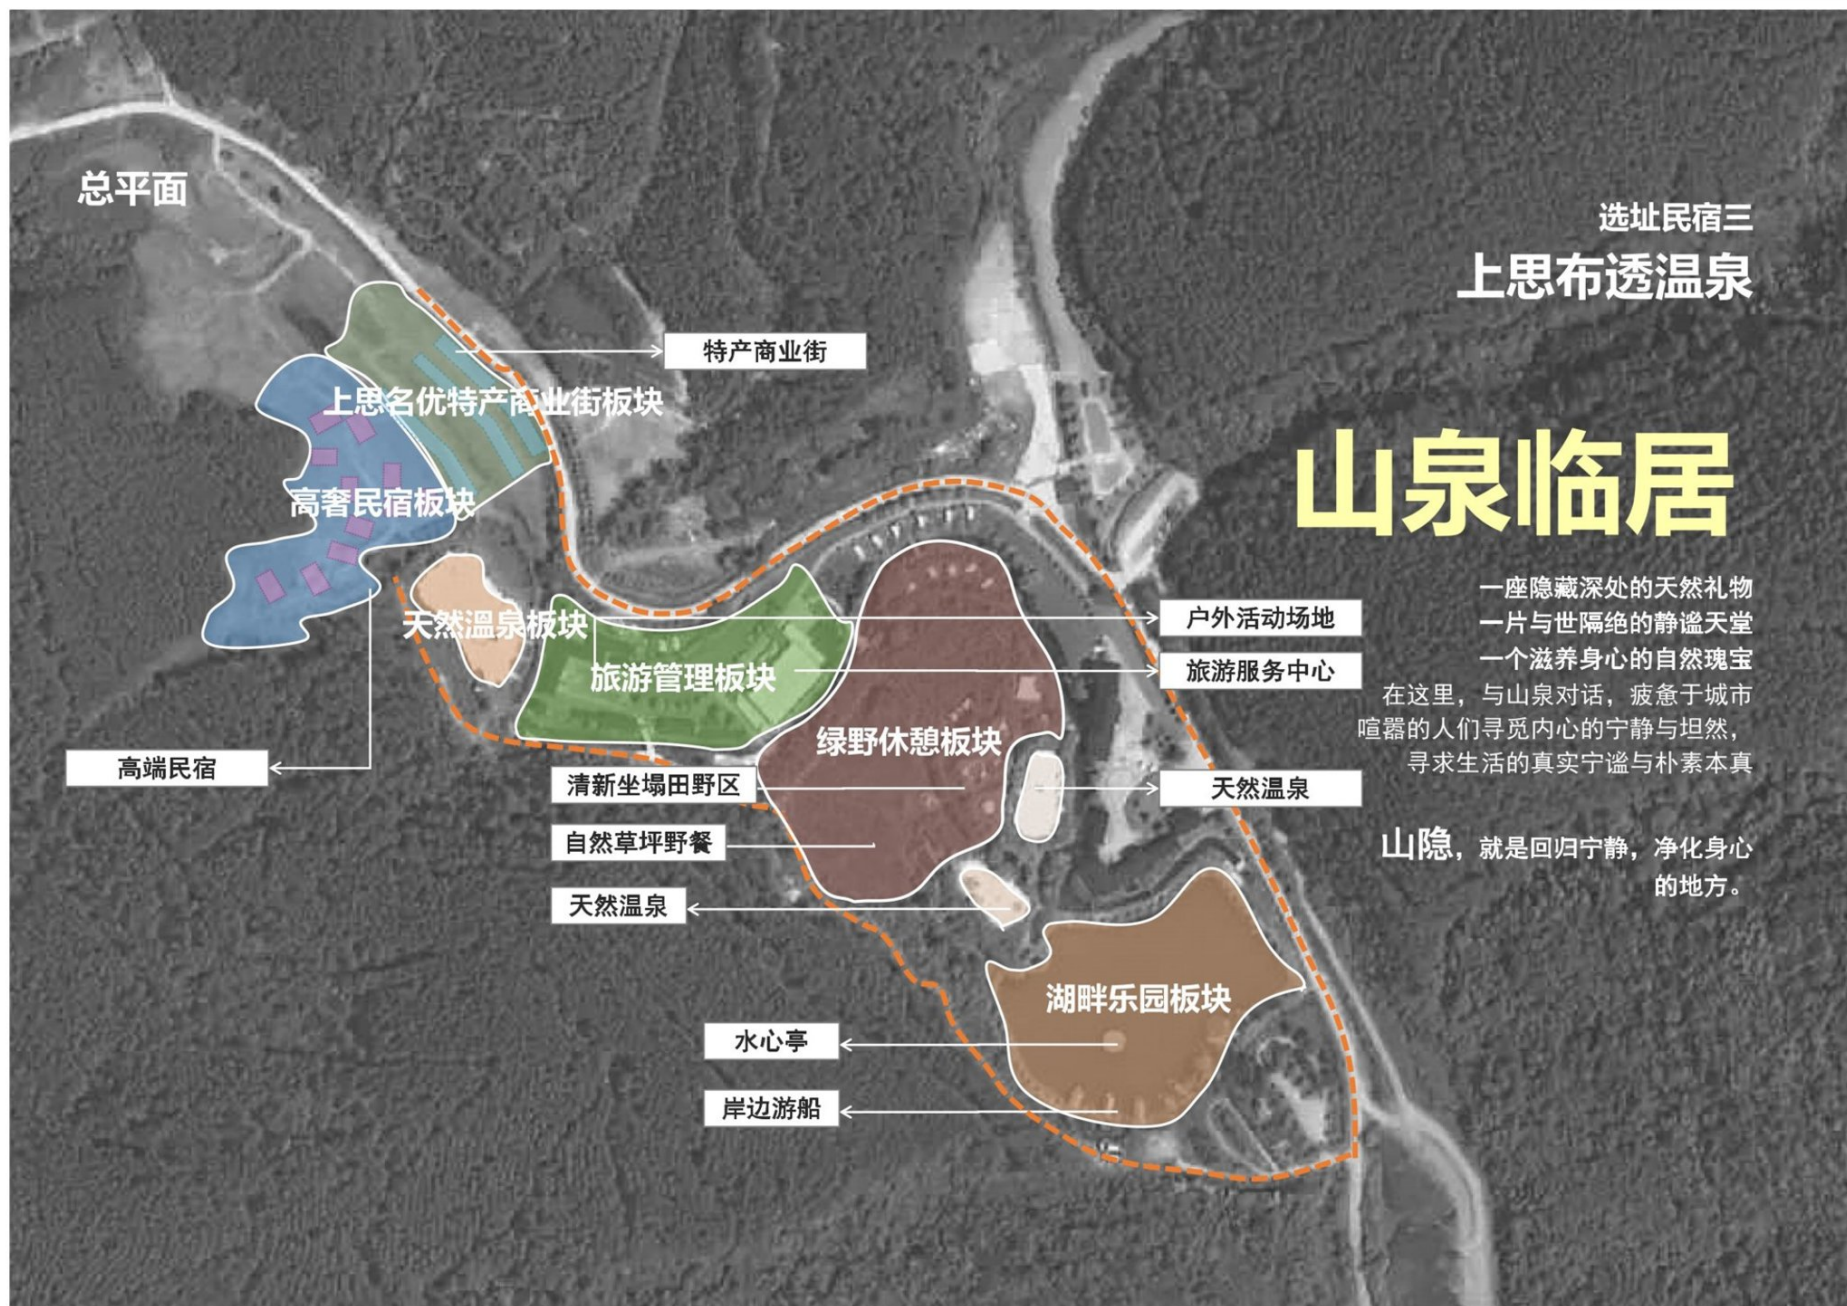 总平面
选址民宿三
上思布透温泉
特产商业街
上思名优特产商业街板块
山泉临居
高奢民宿板块
一座隐藏深处的天然礼物
一片与世隔绝的静谧天堂
一个滋养身心的自然瑰宝
在这里，与山泉对话，疲惫于城市
喧嚣的人们寻觅内心的宁静与坦然，
寻求生活的真实宁谧与朴素本真
天然温泉板块
户外活动场地
旅游管理板块
旅游服务中心
绿野休憩板块
高端民宿
清新坐塌田野区
天然温泉
自然草坪野餐
山隐，就是回归宁静，净化身心
的地方。
天然温泉
湖畔乐园板块
水心亭
岸边游船